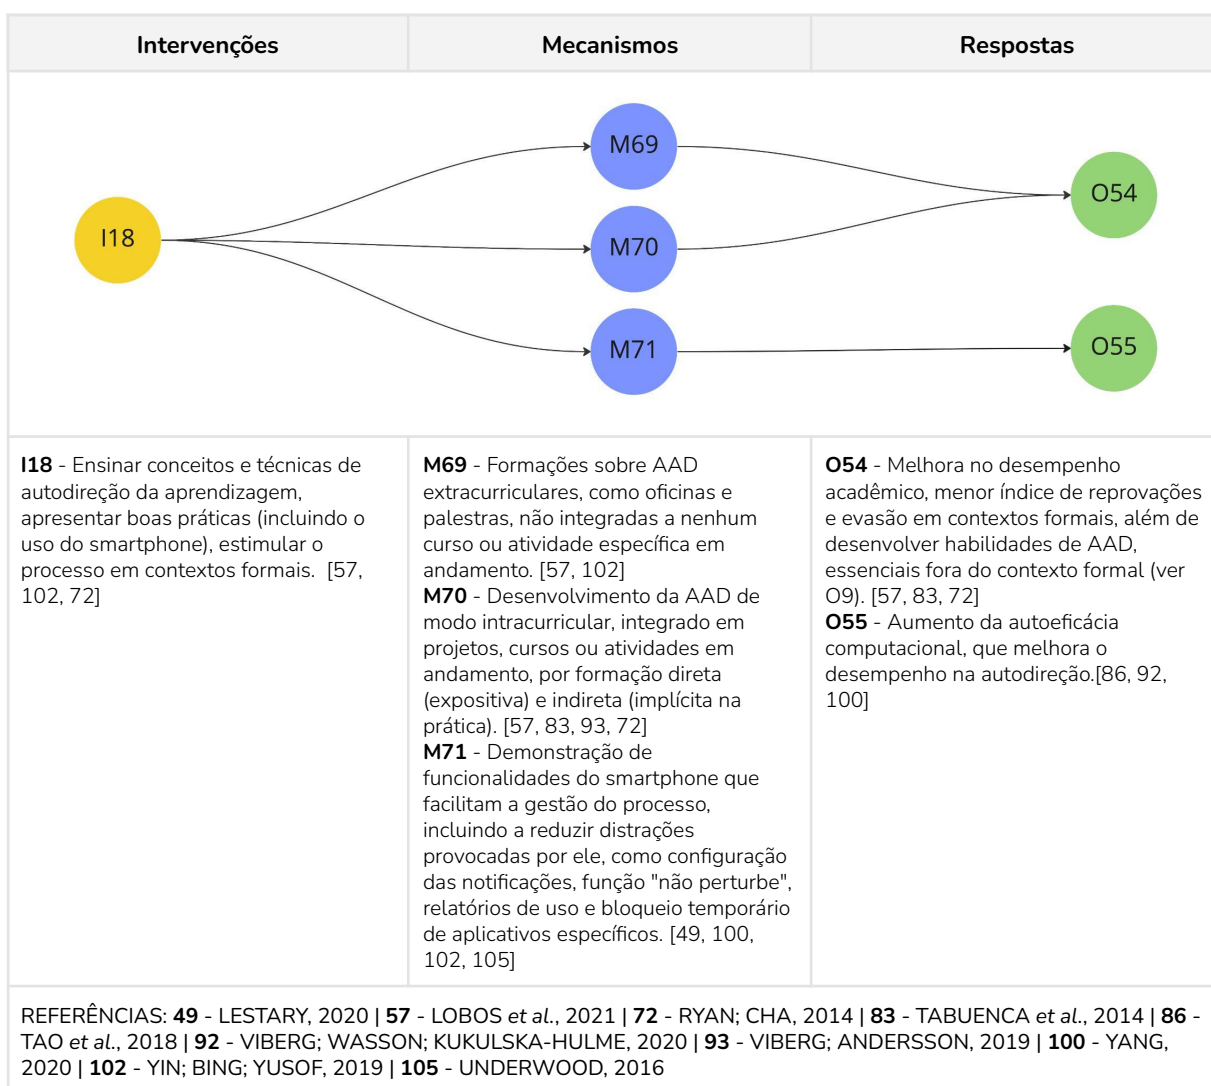 Intervenções
Mecanismos
Respostas
M69
O54
I18
M70
M71
O55
I18 - Ensinar conceitos e técnicas de
autodireção da aprendizagem,
apresentar boas práticas (incluindo o
uso do smartphone), estimular o
processo em contextos formais. [57,
102, 72]
M69 - Formações sobre AAD
extracurriculares, como oficinas e
palestras, não integradas a nenhum
curso ou atividade específica em
andamento. [57, 102]
M70 - Desenvolvimento da AAD de
modo intracurricular, integrado em
projetos, cursos ou atividades em
andamento, por formação direta
(expositiva) e indireta (implícita na
prática). [57, 83, 93, 72]
M71 - Demonstração de
funcionalidades do smartphone que
facilitam a gestão do processo,
incluindo a reduzir distrações
provocadas por ele, como configuração
das notificações, função "não perturbe",
relatórios de uso e bloqueio temporário
de aplicativos específicos. [49, 100,
102, 105]
O54 - Melhora no desempenho
acadêmico, menor índice de reprovações
e evasão em contextos formais, além de
desenvolver habilidades de AAD,
essenciais fora do contexto formal (ver
O9). [57, 83, 72]
O55 - Aumento da autoeficácia
computacional, que melhora o
desempenho na autodireção.[86, 92,
100]
REFERÊNCIAS: 49 - LESTARY, 2020 | 57 - LOBOS et al., 2021 | 72 - RYAN; CHA, 2014 | 83 - TABUENCA et al., 2014 | 86 -
TAO et al., 2018 | 92 - VIBERG; WASSON; KUKULSKA-HULME, 2020 | 93 - VIBERG; ANDERSSON, 2019 | 100 - YANG,
2020 | 102 - YIN; BING; YUSOF, 2019 | 105 - UNDERWOOD, 2016